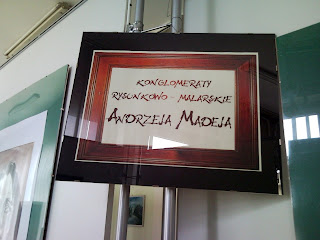 KONGLOMERATY
RYSUNKOWO - MALARSKIE
ANDRZEJA MADEJA